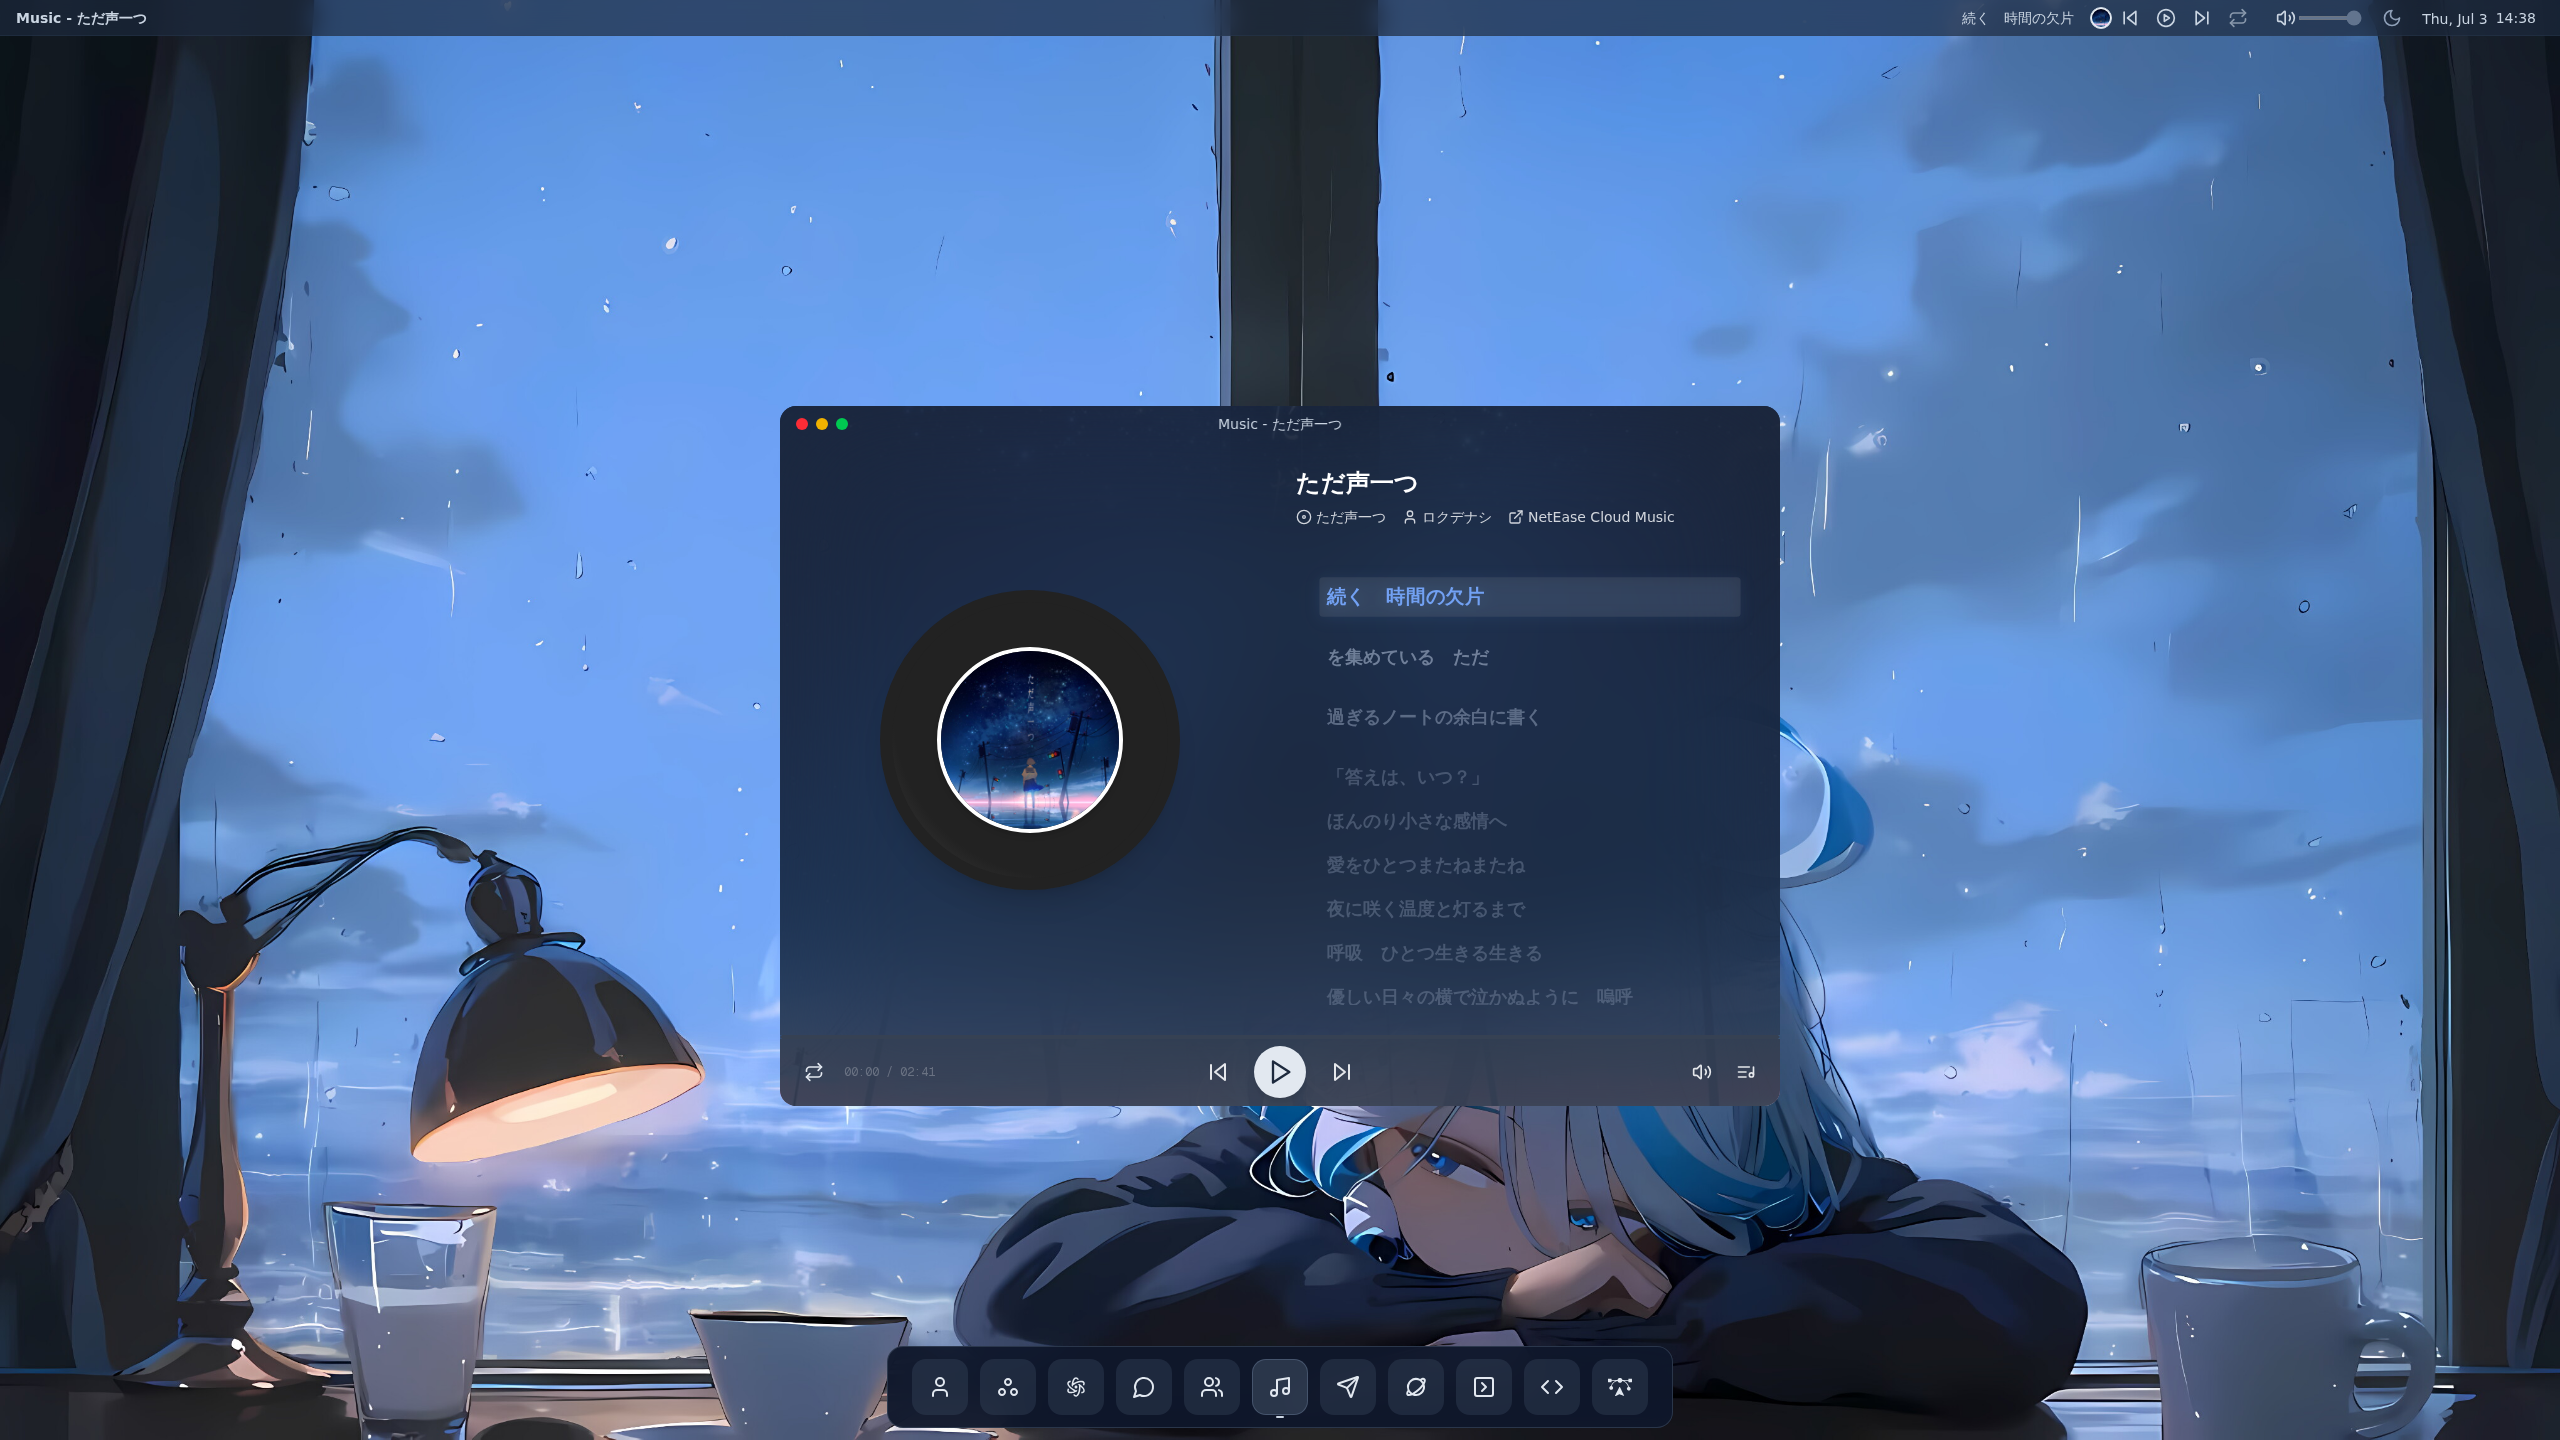 Music - ただ声一つ
続く　時間の欠片
Thu, Jul 3 14:38
Music - ただ声一つ
ただ声一つ
ただ声一つ ロクデナシ NetEase Cloud Music
ただ声一つ
続く　時間の欠片
を集めている　ただ
過ぎるノートの余白に書く
「答えは、いつ？」
ほんのり小さな感情へ
愛をひとつまたねまたね
夜に咲く温度と灯るまで
呼吸　ひとつ生きる生きる
優しい日々の横で泣かぬように　嗚呼
00:00 / 02:41